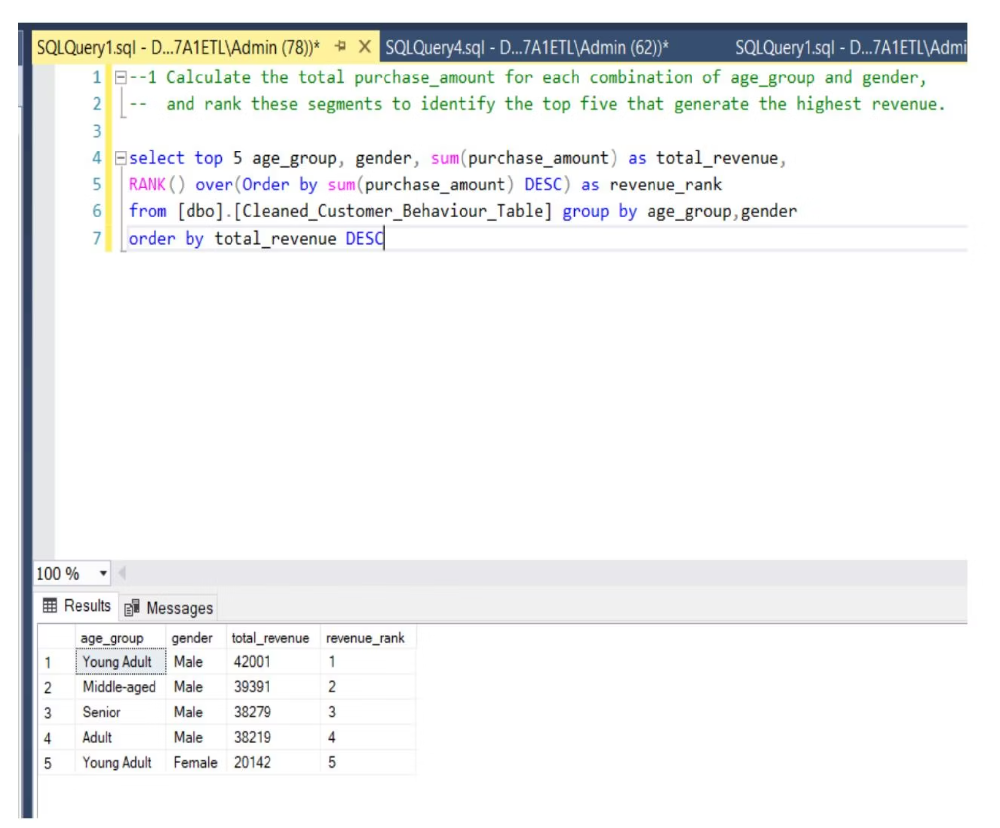 SQLQuery1.sql - D...7A1ETL\Admin (78))* SQLQuery4.sql - D...7A1ETL\Admin (62))* SQLQuery1.sql - D...7A1ETL\Admi
1 --1 Calculate the total purchase_amount for each combination of age_group and gender,
2 -- and rank these segments to identify the top five that generate the highest revenue.
3
4 select top 5 age_group, gender, sum(purchase_amount) as total_revenue,
5 RANK() over(Order by sum(purchase_amount) DESC) as revenue_rank
6 from [dbo].[Cleaned_Customer_Behaviour_Table] group by age_group,gender
7 order by total_revenue DESC
100 %
Results Messages
age_group gender total_revenue revenue_rank
1 Young Adult Male 42001 1
2 Middle-aged Male 39391 2
3 Senior Male 38279 3
4 Adult Male 38219 4
5 Young Adult Female 20142 5